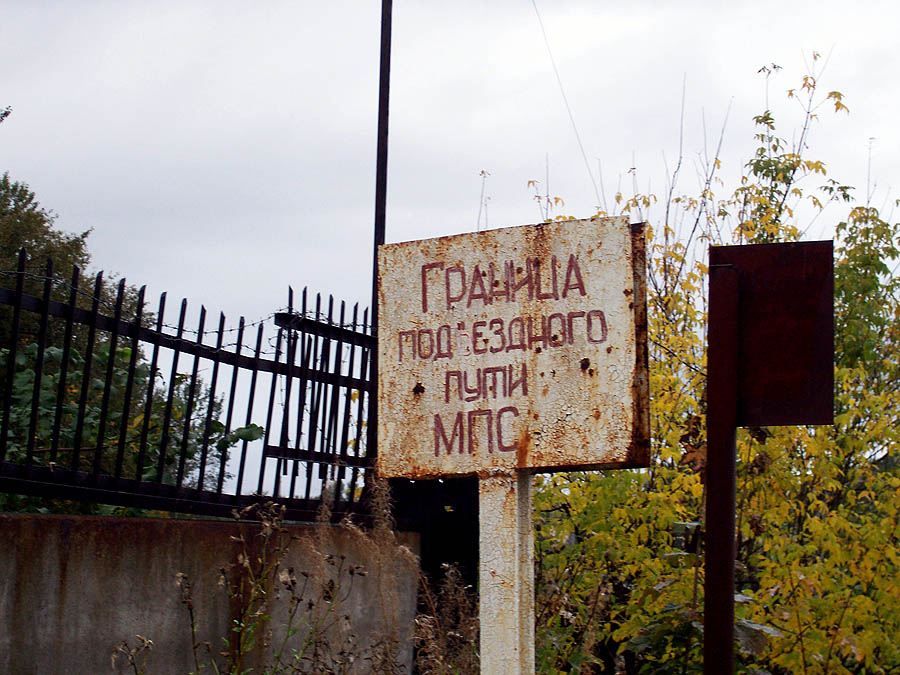 Граница
подъездного
пути
МПС